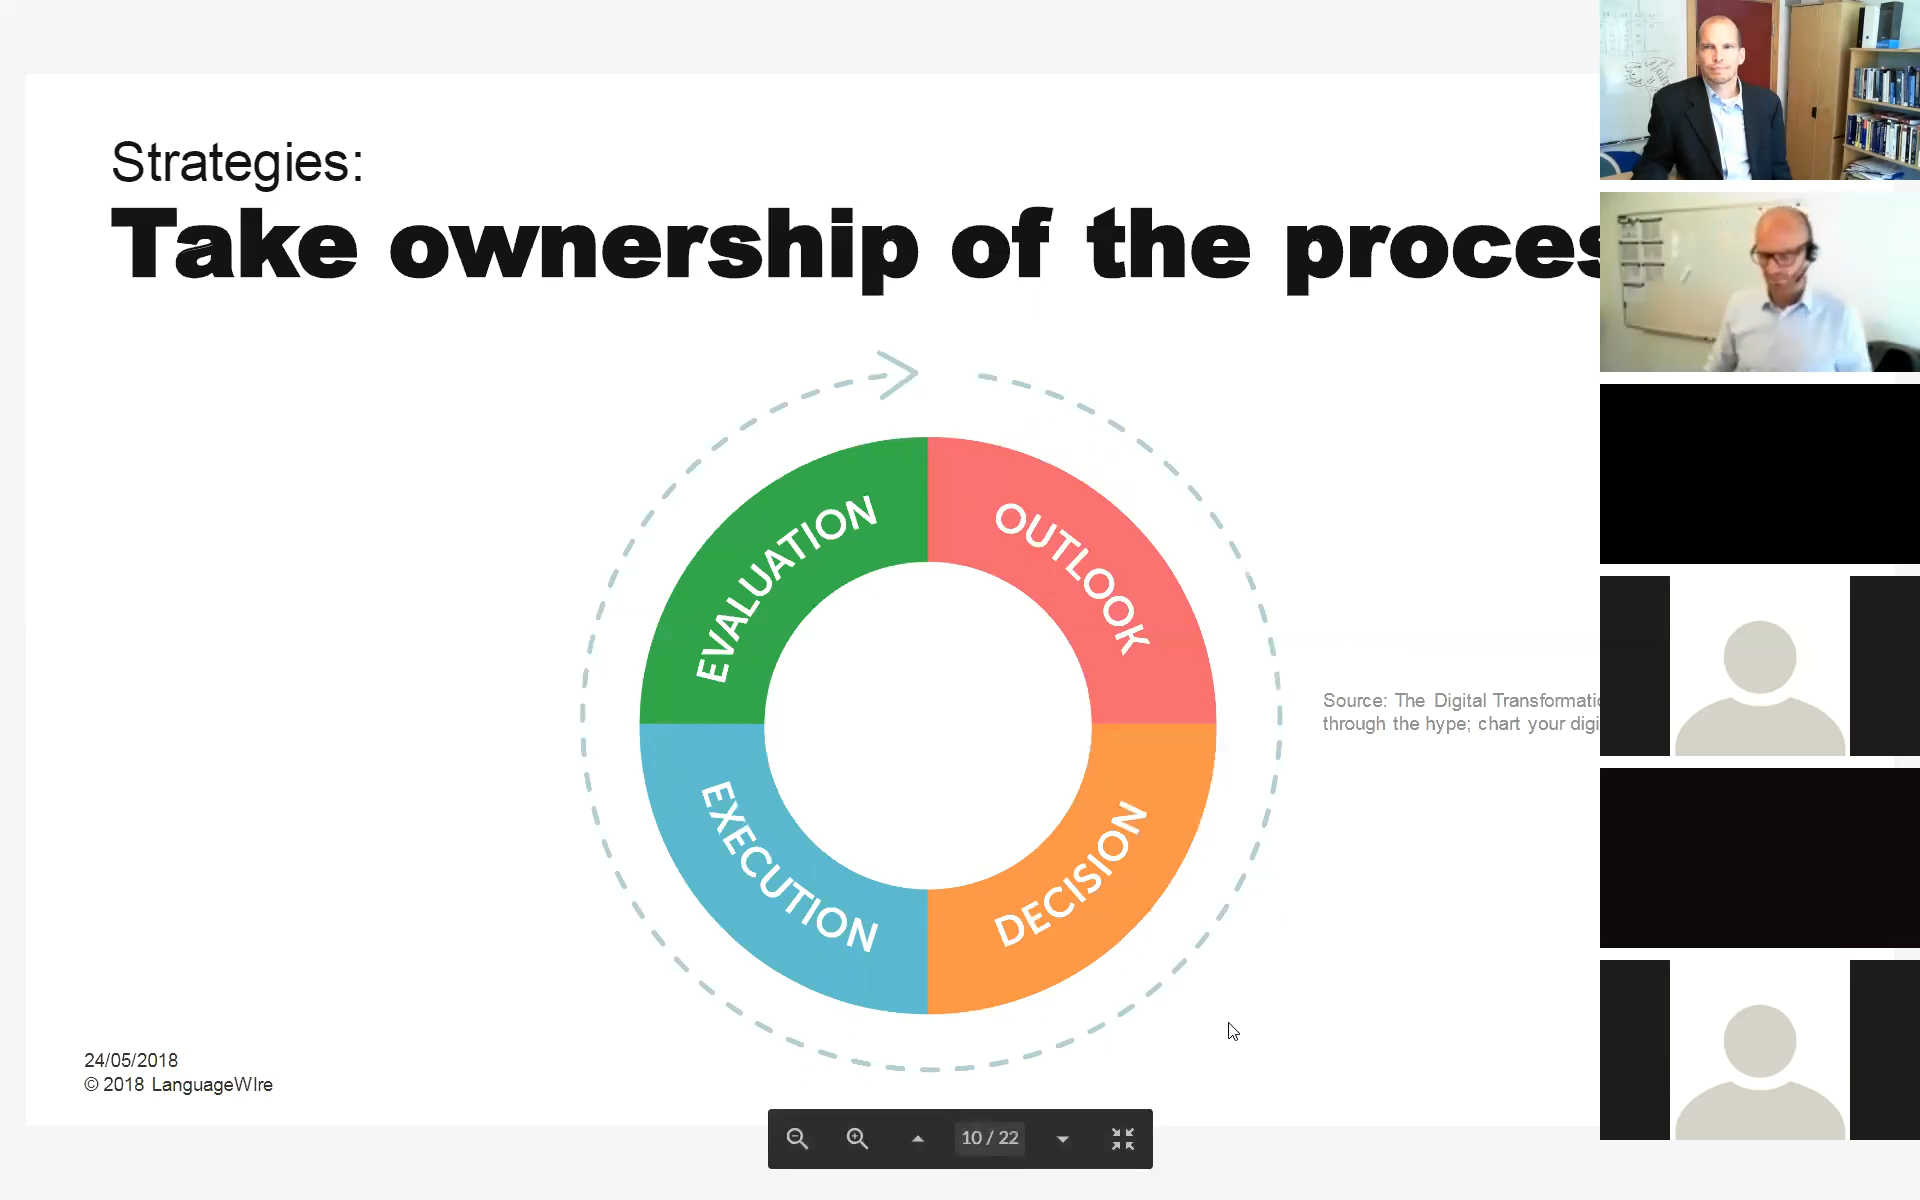 Strategies:
Take ownership of the proces
EVALUATION
OUTLOOK
EXECUTION
DECISION
Source: The Digital Transformati
through the hype; chart your digi
24/05/2018
© 2018 LanguageWIre
10 / 22